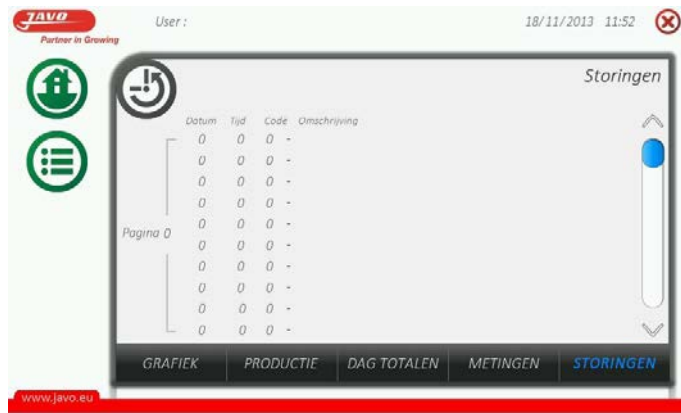 JAVO
Partner in Growing
User :
18/11/2013 11:52
Storingen
Datum Tijd Code Omschrijving
0 0 0 -
0 0 0 -
0 0 0 -
0 0 0 -
0 0 0 -
Pagina 0
0 0 0 -
0 0 0 -
0 0 0 -
0 0 0 -
0 0 0 -
GRAFIEK PRODUCTIE DAG TOTALEN METINGEN STORINGEN
www.javo.eu